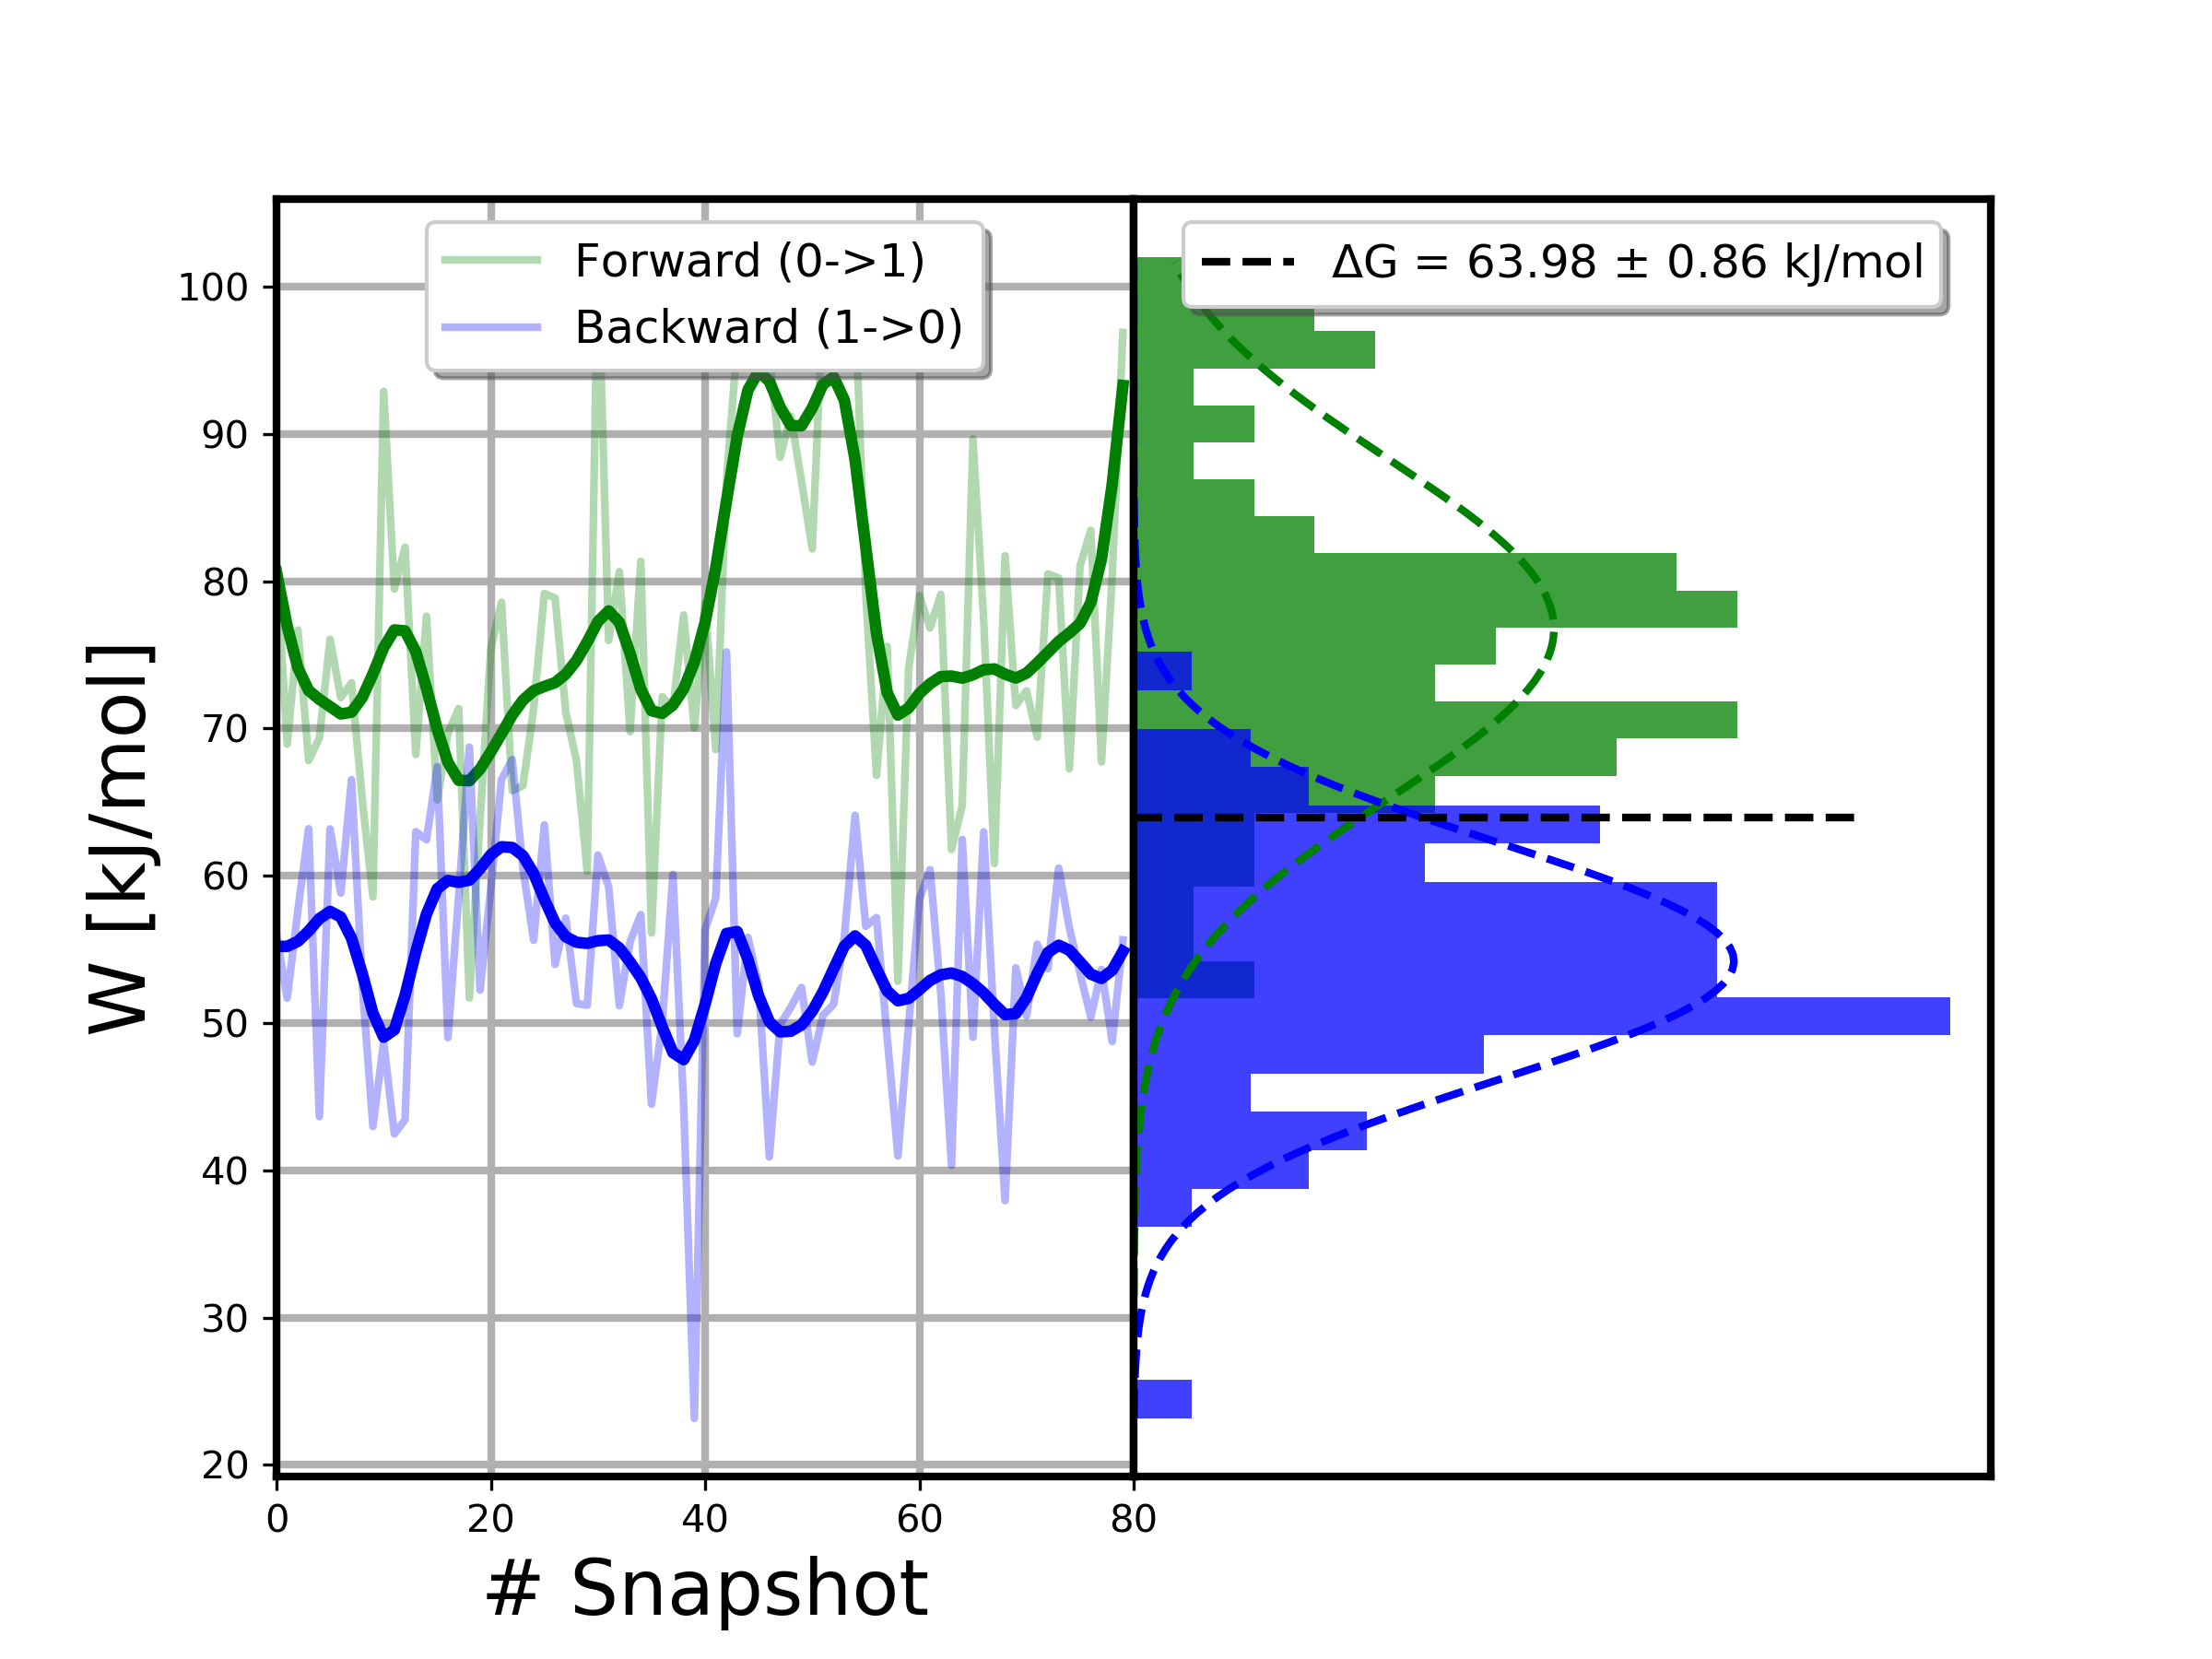 Forward (0->1)
Backward (1->0)
ΔG = 63.98 ± 0.86 kJ/mol
W [kJ/mol]
100
90
80
70
60
50
40
30
20
0 20 40 60 80
# Snapshot